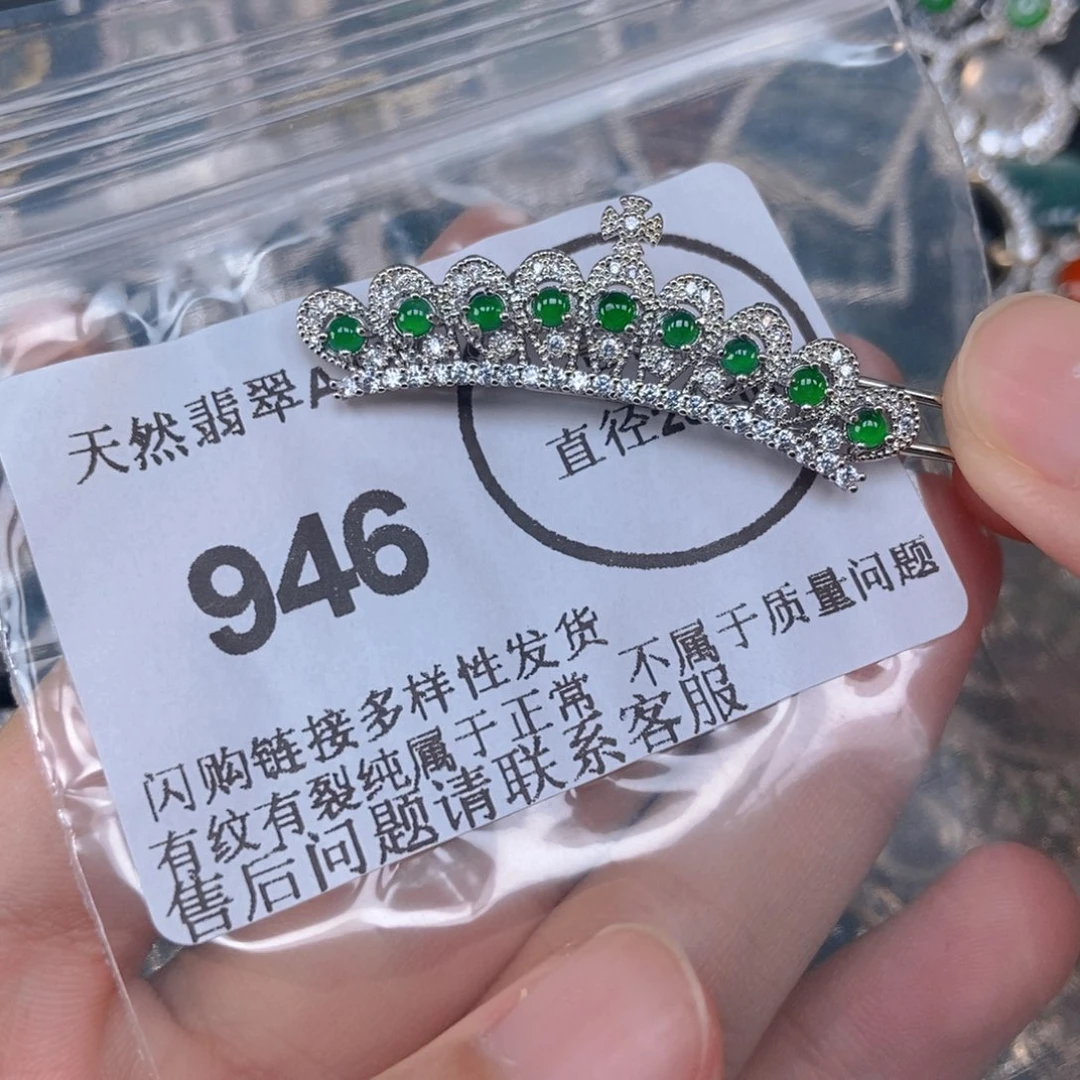 天然翡翠A
直径2
946
闪购链接多样性发货
有纹有裂纯属于正常 不属于质量问题
售后问题请联系客服